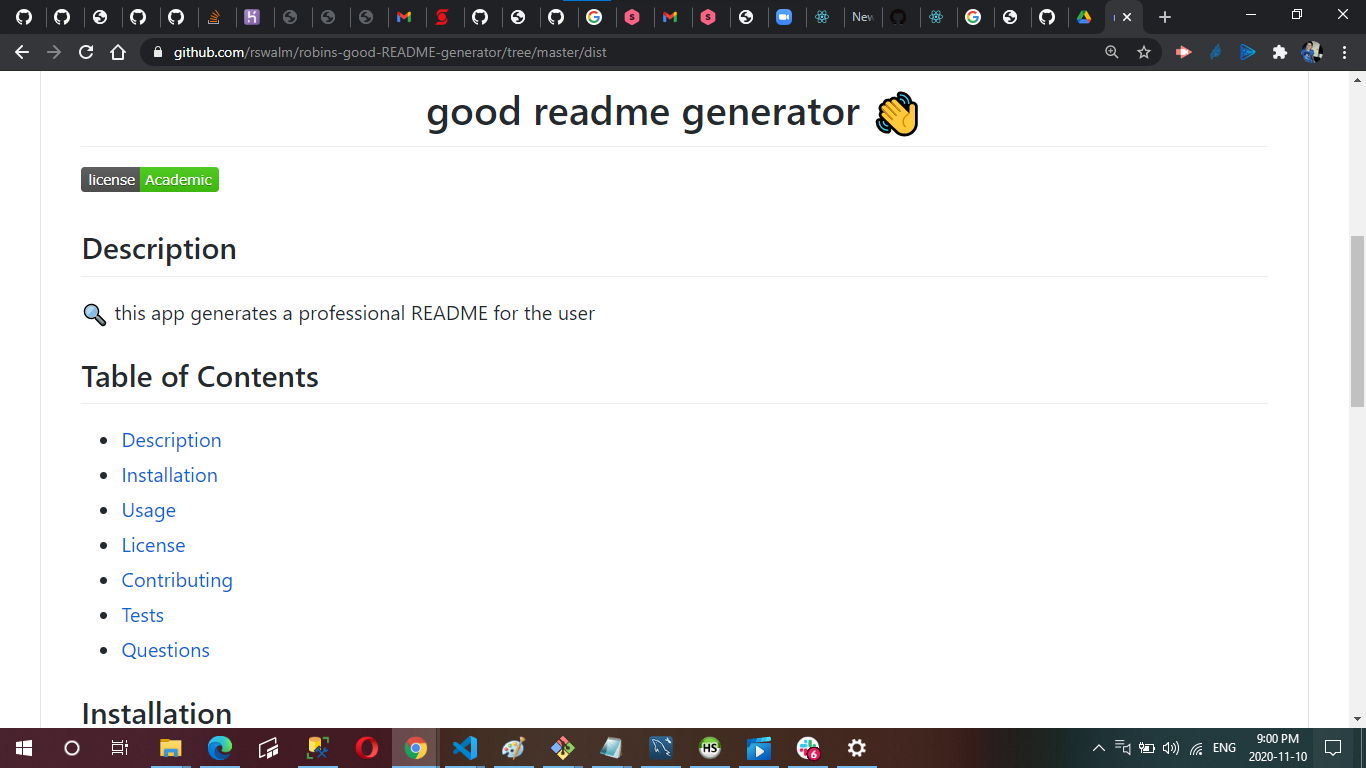 New
github.com/rswalm/robins-good-README-generator/tree/master/dist
good readme generator 👋
license Academic
Description
🔍 this app generates a professional README for the user
Table of Contents
Description
Installation
Usage
License
Contributing
Tests
Questions
Installation
HS
6
ENG
9:00 PM
2020-11-10